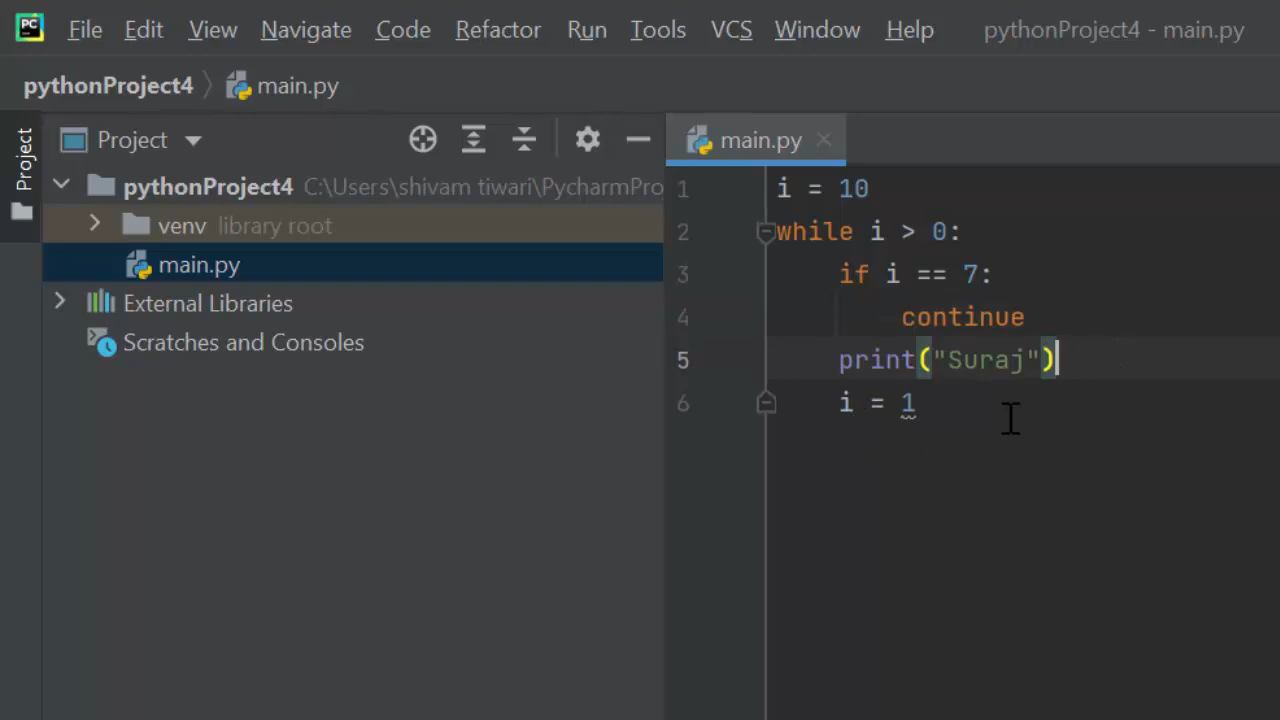 PC
File Edit View Navigate Code Refactor Run Tools VCS Window Help pythonProject4 - main.py
pythonProject4 main.py
Project
Project
pythonProject4 C:\Users\shivam tiwari\PycharmPro
venv library root
main.py
External Libraries
Scratches and Consoles
main.py
1 i = 10
2 while i > 0:
3 if i == 7:
4 continue
5 print("Suraj")
6 i = 1